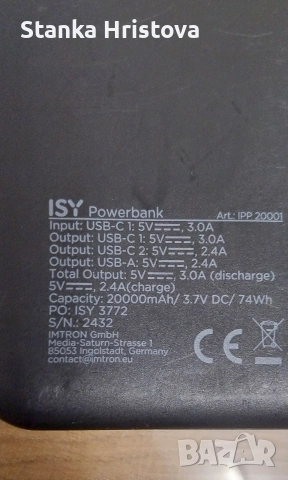 Stanka Hristova
ISY Powerbank Art.: IPP 20001
Input: USB-C 1: 5V⎓, 3.0A
Output: USB-C 1: 5V⎓, 3.0A
Output: USB-C 2: 5V⎓, 2.4A
Output: USB-A: 5V⎓, 2.4A
Total Output: 5V⎓, 3.0A (discharge)
5V⎓, 2.4A(charge)
Capacity: 20000mAh/ 3.7V DC/ 74Wh
PO: ISY 3772
S/N.: 2432
IMTRON GmbH
Media-Saturn-Strasse 1
85053 Ingolstadt, Germany
contact@imtron.eu
CE
bazar